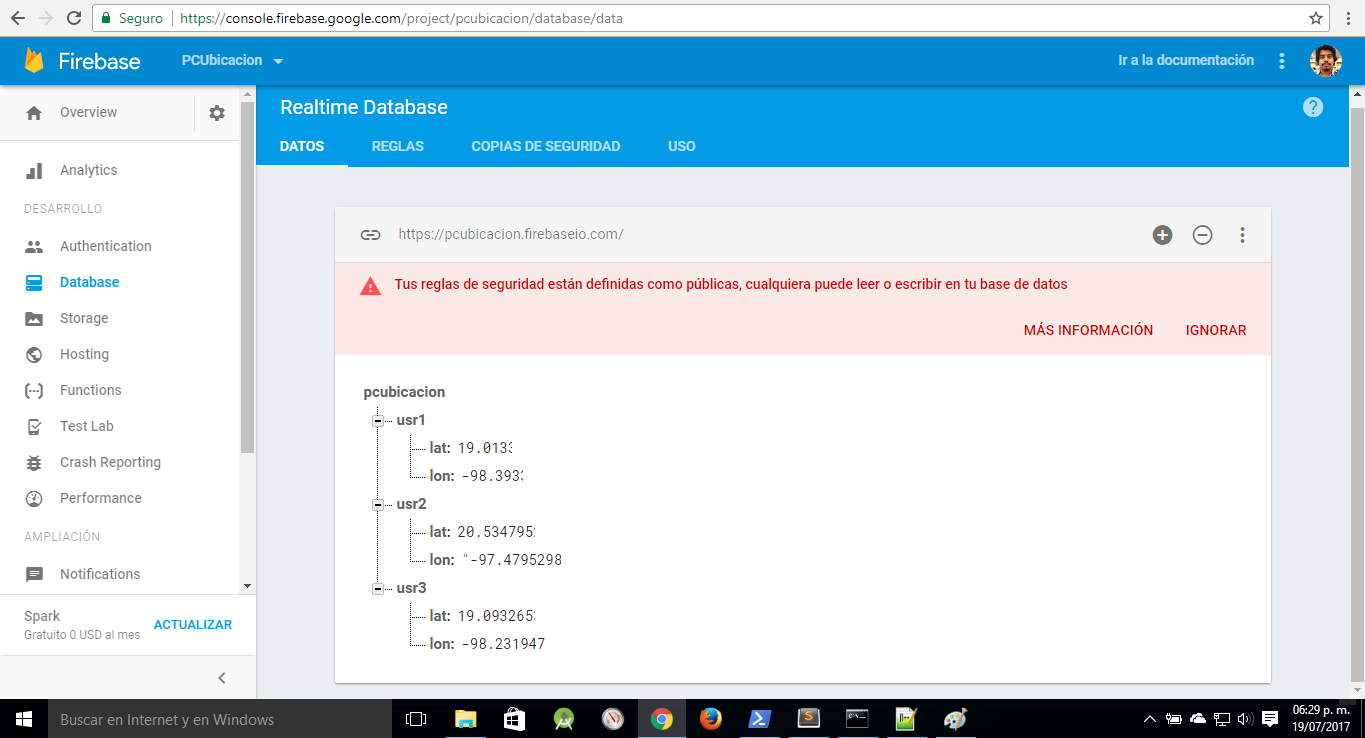 Seguro https://console.firebase.google.com/project/pcubicacion/database/data
Firebase PCUbicacion Ir a la documentación
Overview
Analytics
DESARROLLO
Authentication
Database
Storage
Hosting
Functions
Test Lab
Crash Reporting
Performance
AMPLIACIÓN
Notifications
Spark
Gratuito 0 USD al mes
ACTUALIZAR
Realtime Database
DATOS REGLAS COPIAS DE SEGURIDAD USO
https://pcubicacion.firebaseio.com/
Tus reglas de seguridad están definidas como públicas, cualquiera puede leer o escribir en tu base de datos
MÁS INFORMACIÓN IGNORAR
pcubicacion
usr1
lat: 19.0133
lon: -98.393
usr2
lat: 20.534795
lon: "-97.4795298
usr3
lat: 19.093265
lon: -98.231947
Buscar en Internet y en Windows
06:29 p. m.
19/07/2017